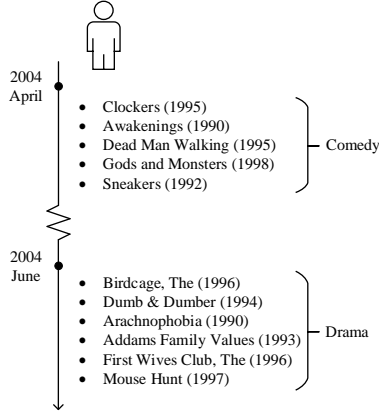 2004
April
• Clockers (1995)
• Awakenings (1990)
• Dead Man Walking (1995)
• Gods and Monsters (1998)
• Sneakers (1992)
Comedy
2004
June
• Birdcage, The (1996)
• Dumb & Dumber (1994)
• Arachnophobia (1990)
• Addams Family Values (1993)
• First Wives Club, The (1996)
• Mouse Hunt (1997)
Drama